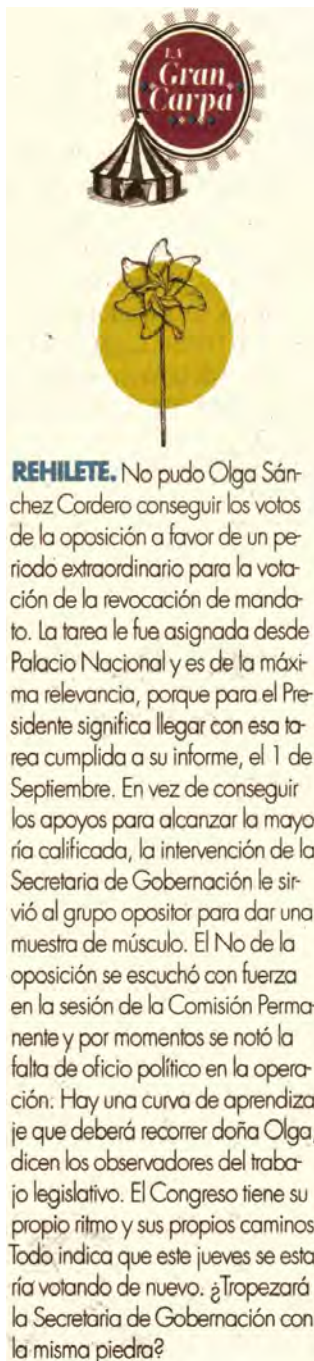 LA
Gran
Carpa
REHILETE. No pudo Olga Sán-
chez Cordero conseguir los votos
de la oposición a favor de un pe-
riodo extraordinario para la vota-
ción de la revocación de manda-
to. La tarea le fue asignada desde
Palacio Nacional y es de la máxi-
ma relevancia, porque para el Pre-
sidente significa llegar con esa ta-
rea cumplida a su informe, el 1 de
Septiembre. En vez de conseguir
los apoyos para alcanzar la mayo
ría calificada, la intervención de la
Secretaria de Gobernación le sir-
vió al grupo opositor para dar una
muestra de músculo. El No de la
oposición se escuchó con fuerza
en la sesión de la Comisión Perma-
nente y por momentos se notó la
falta de oficio político en la opera-
ción. Hay una curva de aprendiza
je que deberá recorrer doña Olga,
dicen los observadores del traba-
jo legislativo. El Congreso tiene su
propio ritmo y sus propios caminos
Todo indica que este jueves se esta
ría votando de nuevo. ¿Tropezará
la Secretaria de Gobernación con
la misma piedra?